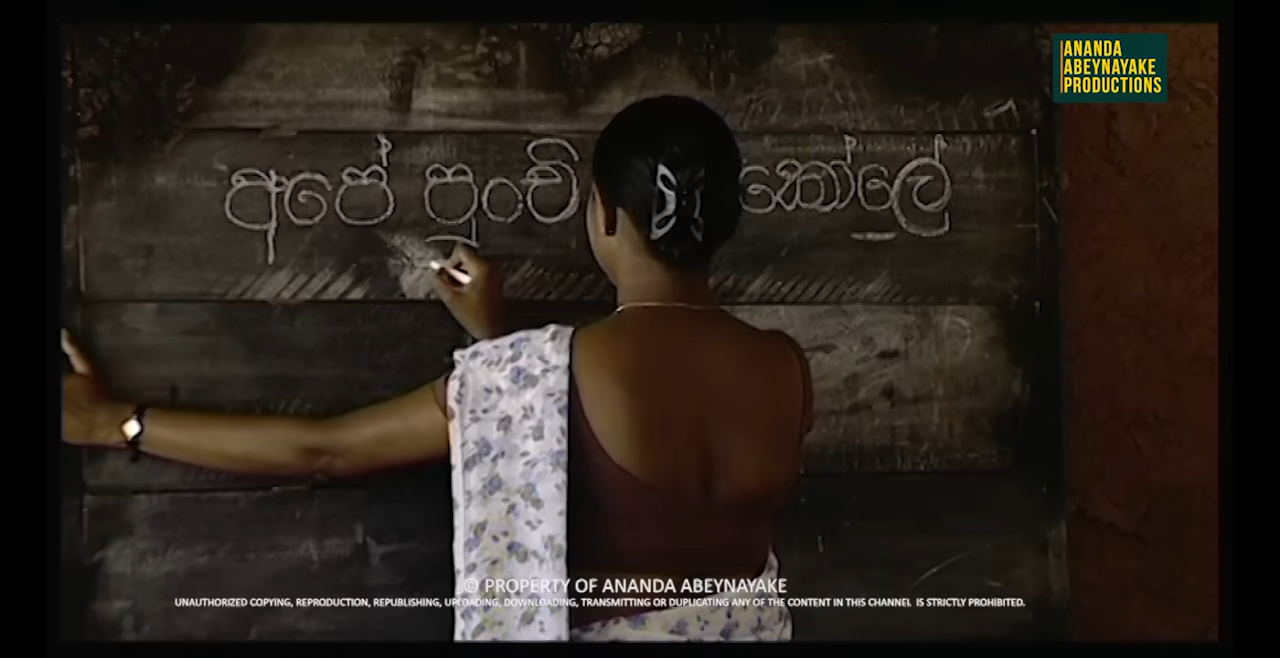 ANANDA
ABEYNAYAKE
PRODUCTIONS
අපේ පුංචි
© PROPERTY OF ANANDA ABEYNAYAKE
UNAUTHORIZED COPYING, REPRODUCTION, REPUBLISHING, UPLOADING, DOWNLOADING, TRANSMITTING OR DUPLICATING ANY OF THE CONTENT IN THIS CHANNEL IS STRICTLY PROHIBITED.